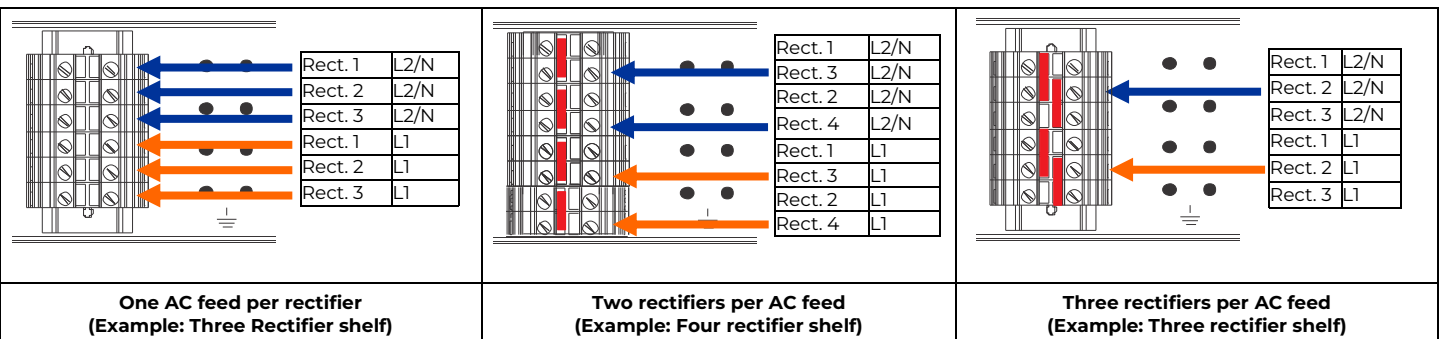 Rect. 1 L2/N
Rect. 2 L2/N
Rect. 3 L2/N
Rect. 1 L1
Rect. 2 L1
Rect. 3 L1
One AC feed per rectifier
(Example: Three Rectifier shelf)
Rect. 1 L2/N
Rect. 3 L2/N
Rect. 2 L2/N
Rect. 4 L2/N
Rect. 1 L1
Rect. 3 L1
Rect. 2 L1
Rect. 4 L1
Two rectifiers per AC feed
(Example: Four rectifier shelf)
Rect. 1 L2/N
Rect. 2 L2/N
Rect. 3 L2/N
Rect. 1 L1
Rect. 2 L1
Rect. 3 L1
Three rectifiers per AC feed
(Example: Three rectifier shelf)